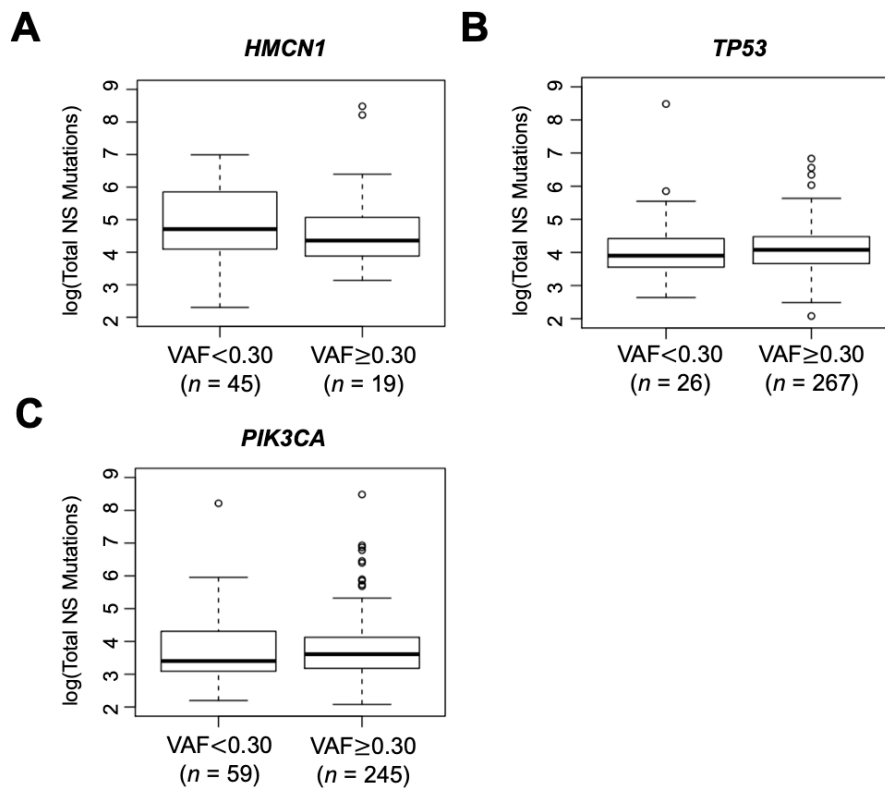 A
HMCN1
log(Total NS Mutations)
9
8
7
6
5
4
3
2
VAF<0.30
(n = 45)
VAF≥0.30
(n = 19)
B
TP53
log(Total NS Mutations)
9
8
7
6
5
4
3
2
VAF<0.30
(n = 26)
VAF≥0.30
(n = 267)
C
PIK3CA
log(Total NS Mutations)
9
8
7
6
5
4
3
2
VAF<0.30
(n = 59)
VAF≥0.30
(n = 245)